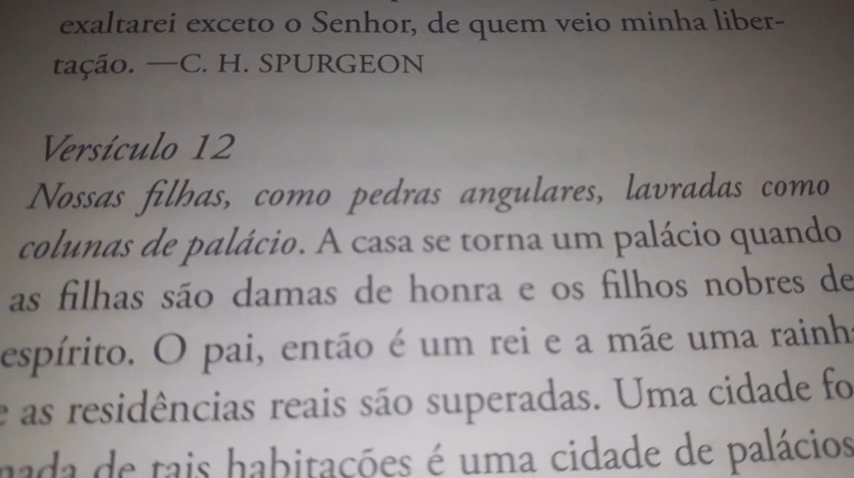 exaltarei exceto o Senhor, de quem veio minha liber-
tação. —C. H. SPURGEON
Versículo 12
Nossas filhas, como pedras angulares, lavradas como
colunas de palácio. A casa se torna um palácio quando
as filhas são damas de honra e os filhos nobres de
espírito. O pai, então é um rei e a mãe uma rainh
e as residências reais são superadas. Uma cidade fo
mada de tais habitações é uma cidade de palácios